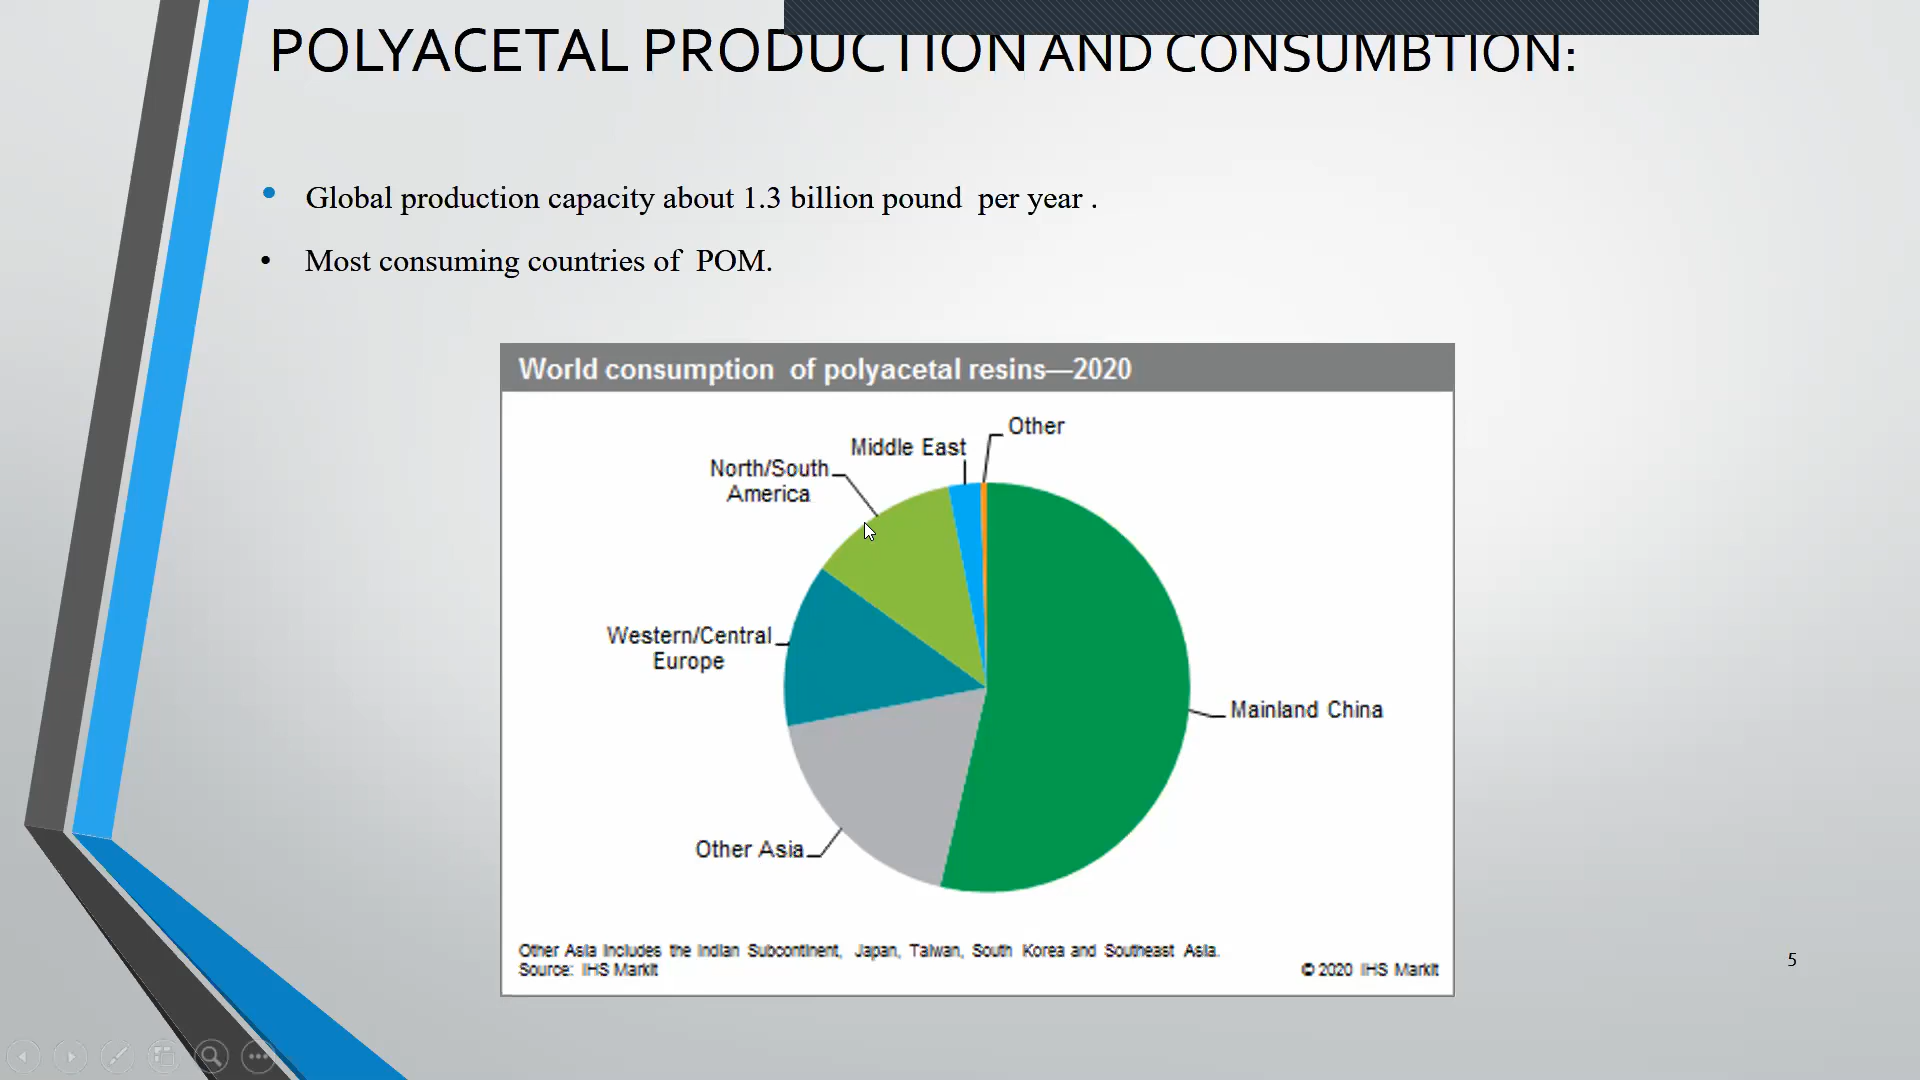 POLYACETAL PRODUCTION AND CONSUMBTION:
• Global production capacity about 1.3 billion pound per year .
• Most consuming countries of POM.
World consumption of polyacetal resins—2020
Other
Middle East
North/South
America
Western/Central
Europe
Mainland China
Other Asia
Other Asia includes the Indian Subcontinent, Japan, Taiwan, South Korea and Southeast Asia.
Source: IHS Markit
© 2020 IHS Markit
5